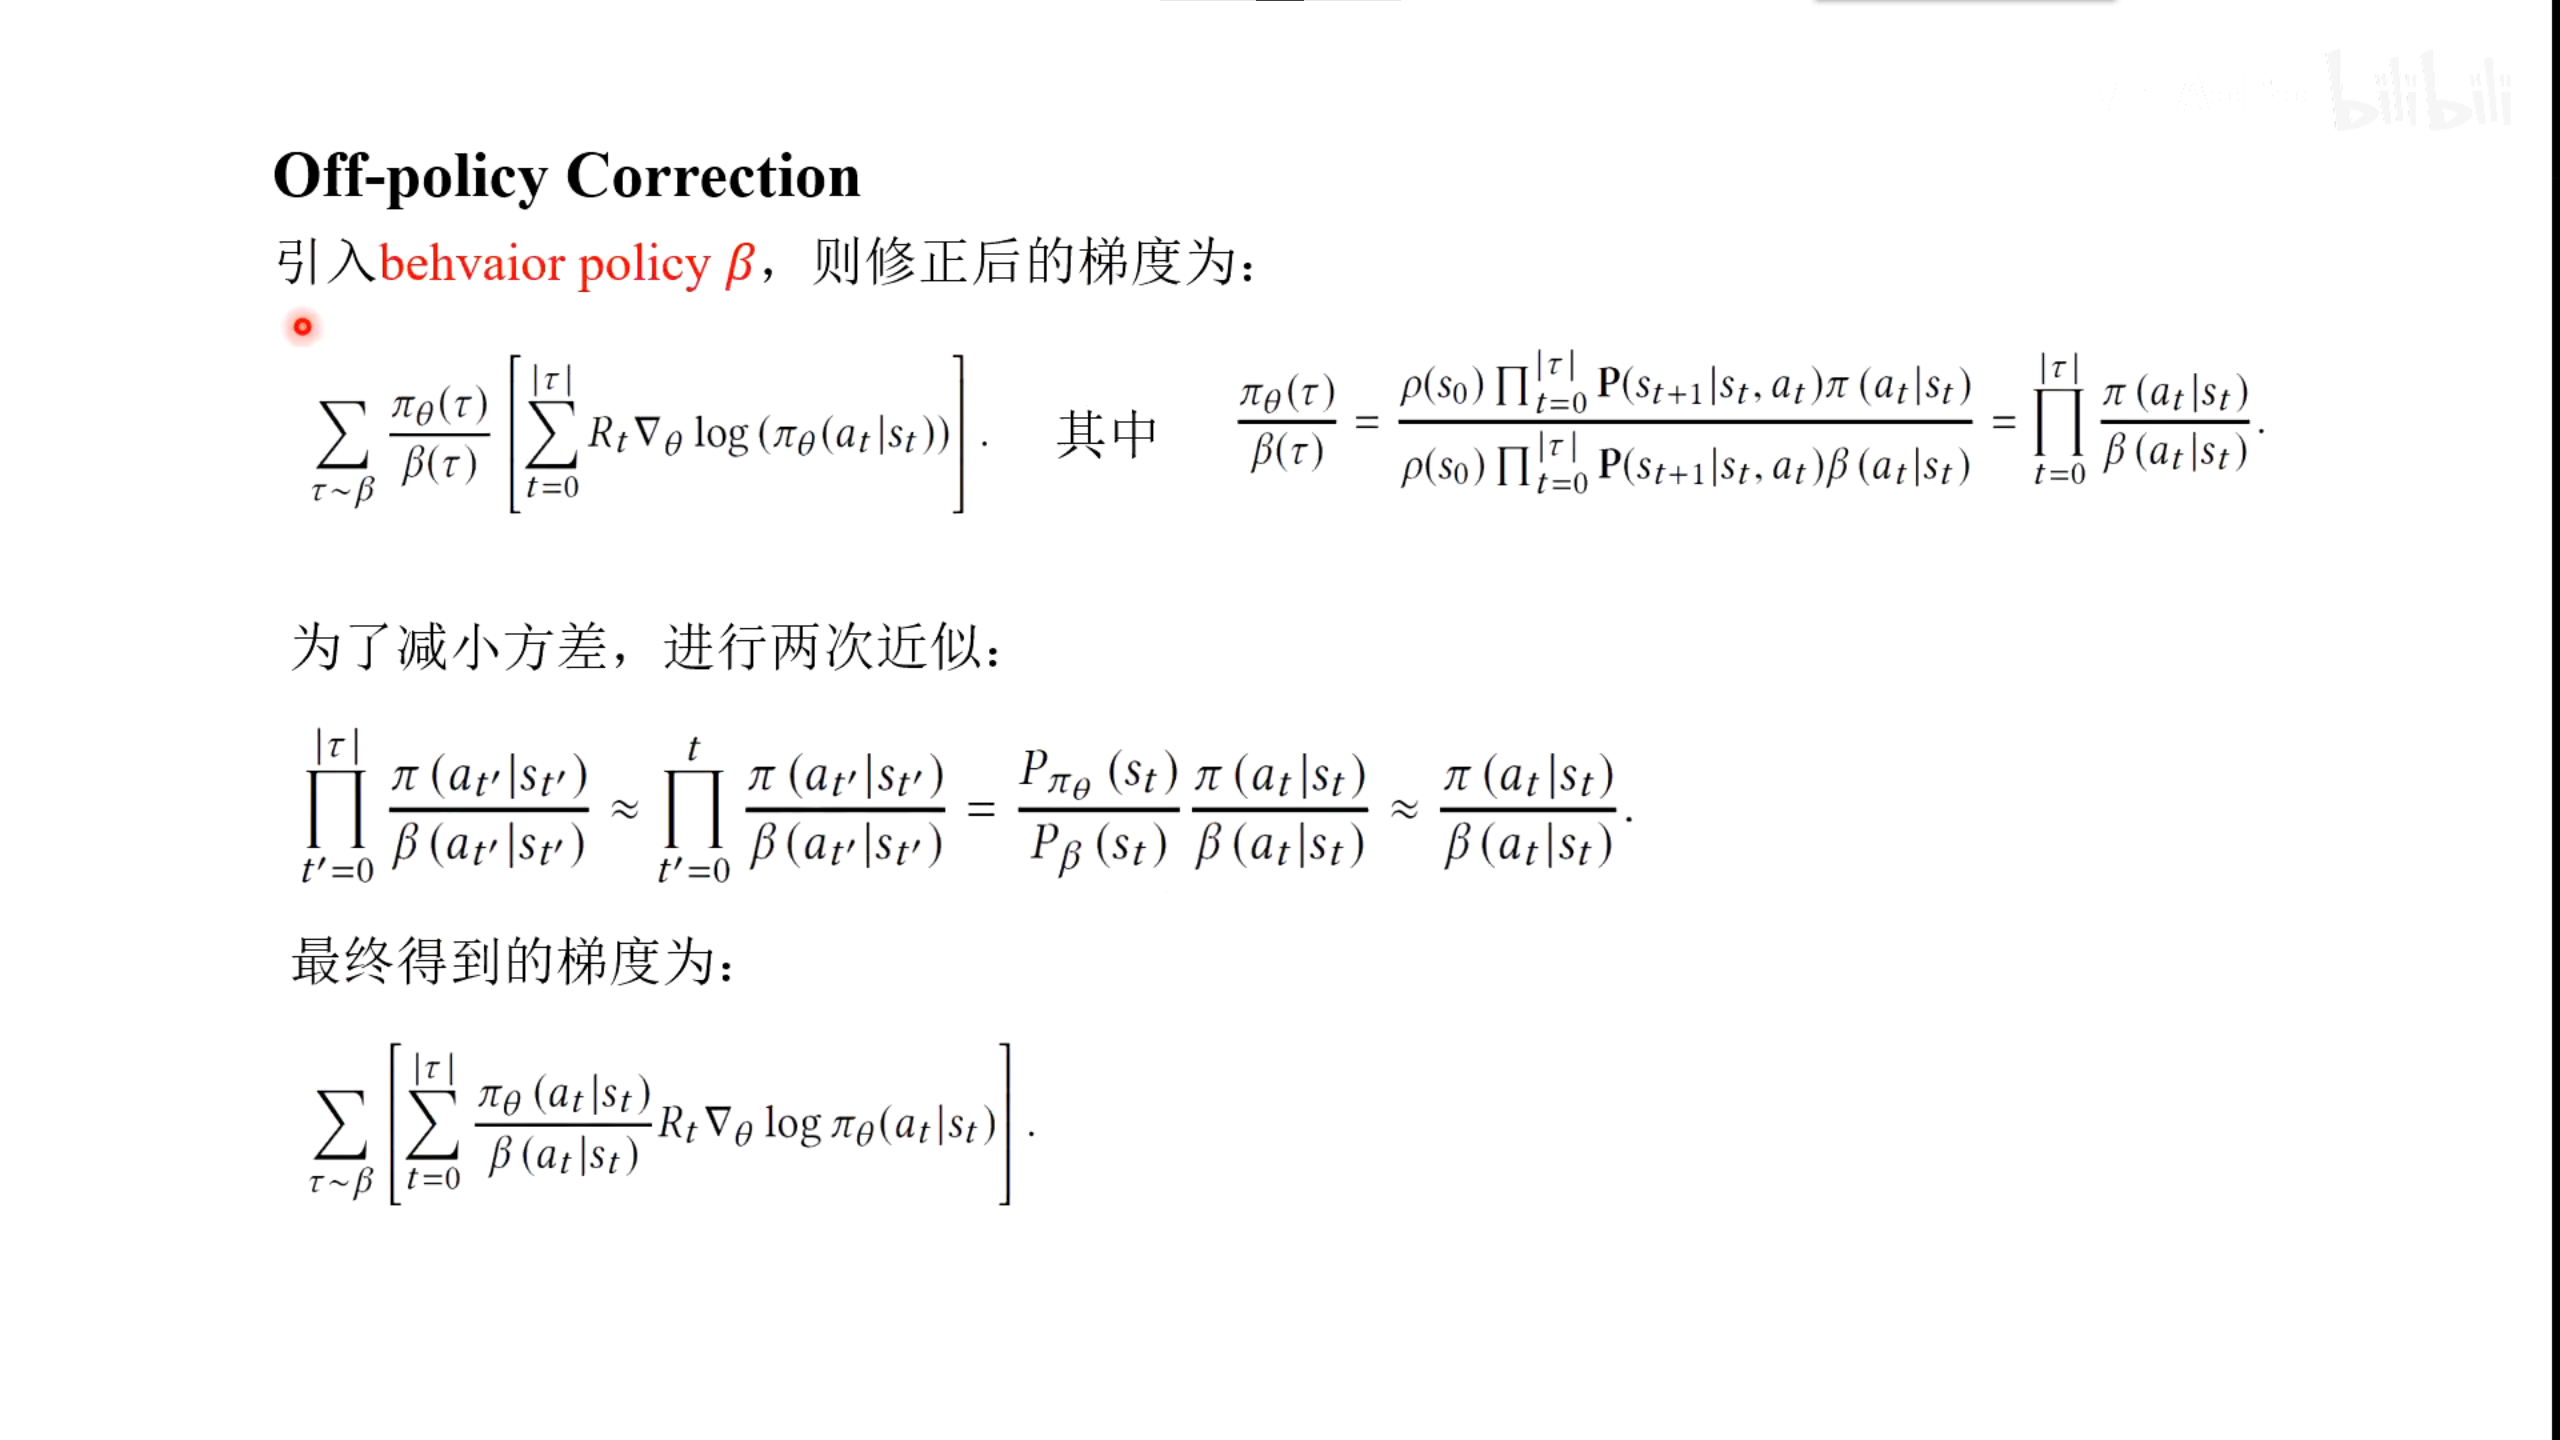 bilibili
Off-policy Correction
引入behvaior policy β，则修正后的梯度为：
$\sum_{\tau \sim \beta} \frac{\pi_\theta(\tau)}{\beta(\tau)} \left[ \sum_{t=0}^{|\tau|} R_t \nabla_\theta \log (\pi_\theta(a_t|s_t)) \right].$ 其中 $\frac{\pi_\theta(\tau)}{\beta(\tau)} = \frac{\rho(s_0) \prod_{t=0}^{|\tau|} \mathbf{P}(s_{t+1}|s_t, a_t) \pi (a_t|s_t)}{\rho(s_0) \prod_{t=0}^{|\tau|} \mathbf{P}(s_{t+1}|s_t, a_t) \beta (a_t|s_t)} = \prod_{t=0}^{|\tau|} \frac{\pi (a_t|s_t)}{\beta (a_t|s_t)}.$
为了减小方差，进行两次近似：
$\prod_{t'=0}^{|\tau|} \frac{\pi (a_{t'}|s_{t'})}{\beta (a_{t'}|s_{t'})} \approx \prod_{t'=0}^{t} \frac{\pi (a_{t'}|s_{t'})}{\beta (a_{t'}|s_{t'})} = \frac{P_{\pi_\theta} (s_t)}{P_\beta (s_t)} \frac{\pi (a_t|s_t)}{\beta (a_t|s_t)} \approx \frac{\pi (a_t|s_t)}{\beta (a_t|s_t)}.$
最终得到的梯度为：
$\sum_{\tau \sim \beta} \left[ \sum_{t=0}^{|\tau|} \frac{\pi_\theta (a_t|s_t)}{\beta (a_t|s_t)} R_t \nabla_\theta \log \pi_\theta(a_t|s_t) \right].$